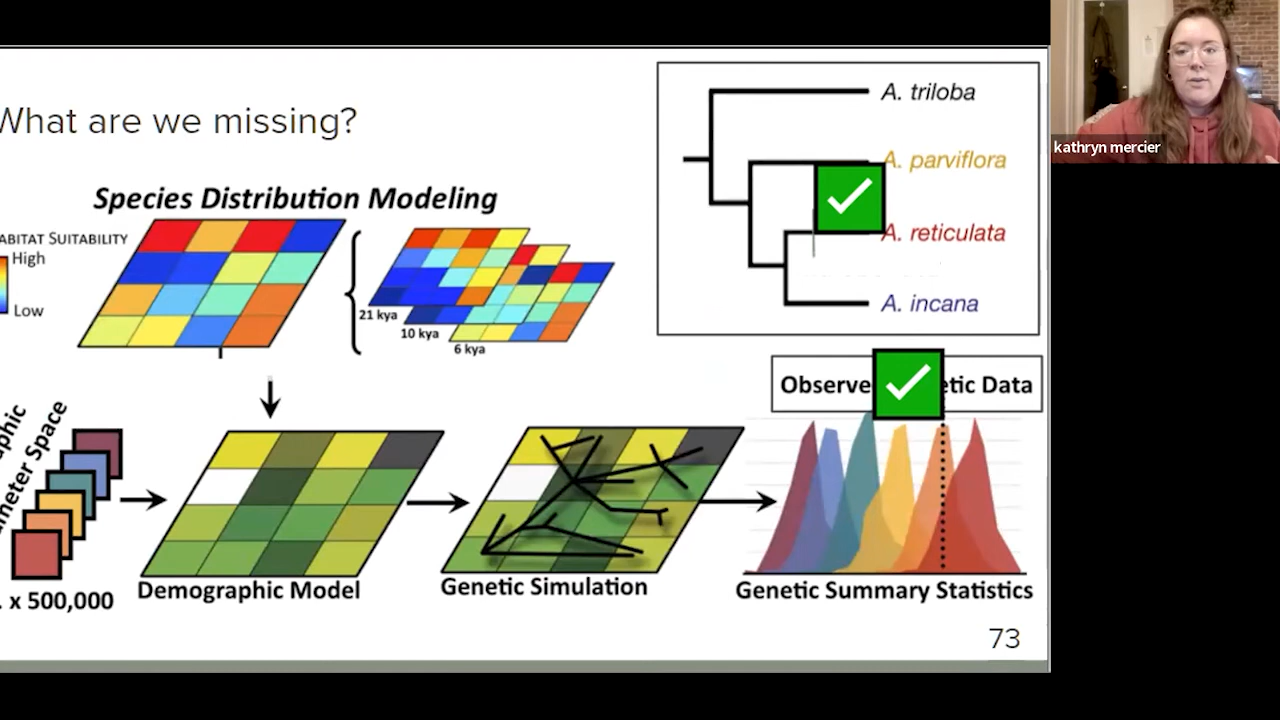 What are we missing?
Species Distribution Modeling
ABITAT SUITABILITY
High
Low
21 kya
10 kya
6 kya
A. triloba
A. parviflora
A. reticulata
A. incana
Observe
etic Data
aphic
ameter Space
. x 500,000
Demographic Model
Genetic Simulation
Genetic Summary Statistics
73
kathryn mercier